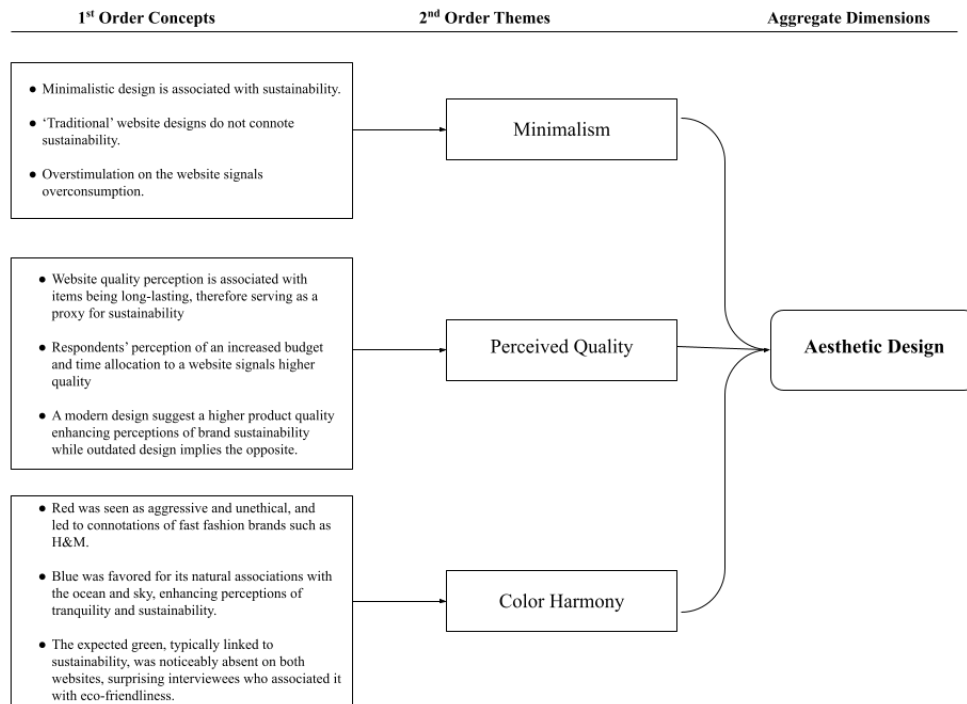 1st Order Concepts
2nd Order Themes
Aggregate Dimensions
● Minimalistic design is associated with sustainability.
● ‘Traditional’ website designs do not connote
sustainability.
● Overstimulation on the website signals
overconsumption.
Minimalism
● Website quality perception is associated with
items being long-lasting, therefore serving as a
proxy for sustainability
● Respondents’ perception of an increased budget
and time allocation to a website signals higher
quality
● A modern design suggest a higher product quality
enhancing perceptions of brand sustainability
while outdated design implies the opposite.
Perceived Quality
Aesthetic Design
● Red was seen as aggressive and unethical, and
led to connotations of fast fashion brands such as
H&M.
● Blue was favored for its natural associations with
the ocean and sky, enhancing perceptions of
tranquility and sustainability.
● The expected green, typically linked to
sustainability, was noticeably absent on both
websites, surprising interviewees who associated it
with eco-friendliness.
Color Harmony